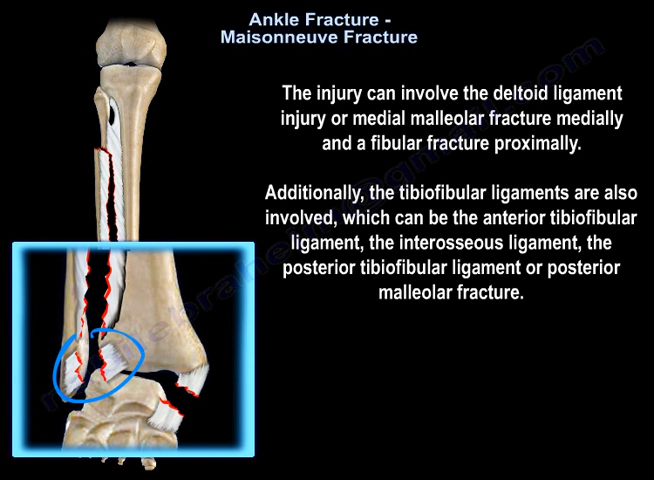 Ankle Fracture -
Maisonneuve Fracture
The injury can involve the deltoid ligament
injury or medial malleolar fracture medially
and a fibular fracture proximally.
Additionally, the tibiofibular ligaments are also
involved, which can be the anterior tibiofibular
ligament, the interosseous ligament, the
posterior tibiofibular ligament or posterior
malleolar fracture.